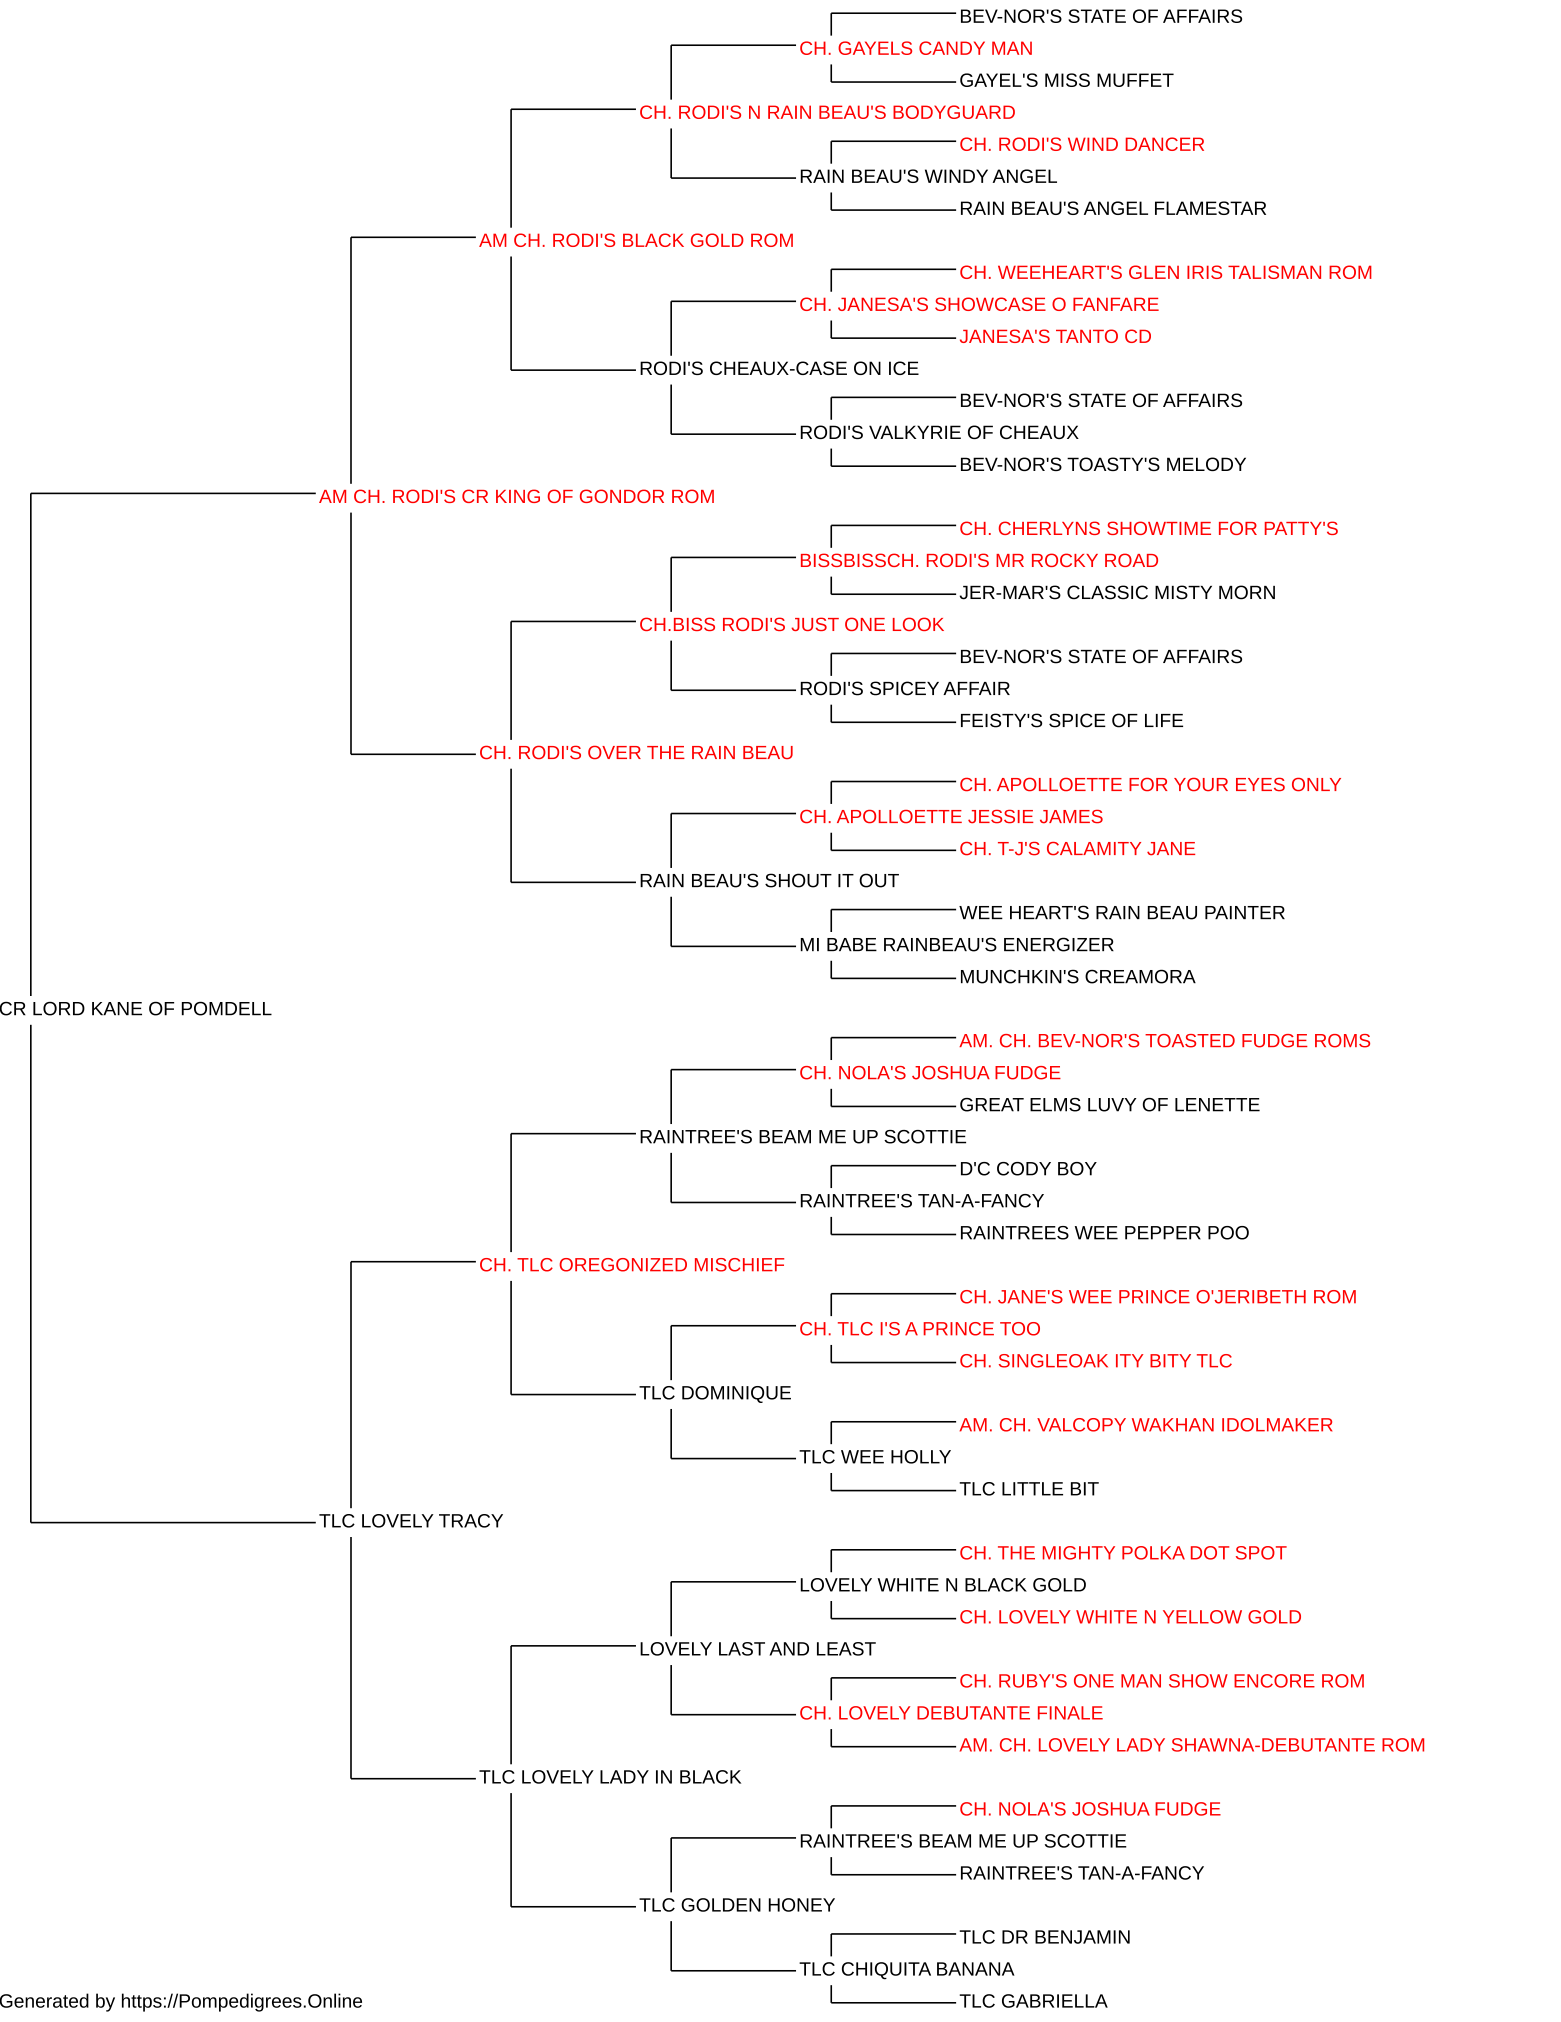 BEV-NOR'S STATE OF AFFAIRS
CH. GAYELS CANDY MAN
GAYEL'S MISS MUFFET
CH. RODI'S N RAIN BEAU'S BODYGUARD
CH. RODI'S WIND DANCER
RAIN BEAU'S WINDY ANGEL
RAIN BEAU'S ANGEL FLAMESTAR
AM CH. RODI'S BLACK GOLD ROM
CH. WEEHEART'S GLEN IRIS TALISMAN ROM
CH. JANESA'S SHOWCASE O FANFARE
JANESA'S TANTO CD
RODI'S CHEAUX-CASE ON ICE
BEV-NOR'S STATE OF AFFAIRS
RODI'S VALKYRIE OF CHEAUX
BEV-NOR'S TOASTY'S MELODY
AM CH. RODI'S CR KING OF GONDOR ROM
CH. CHERLYNS SHOWTIME FOR PATTY'S
BISSBISSCH. RODI'S MR ROCKY ROAD
JER-MAR'S CLASSIC MISTY MORN
CH.BISS RODI'S JUST ONE LOOK
BEV-NOR'S STATE OF AFFAIRS
RODI'S SPICEY AFFAIR
FEISTY'S SPICE OF LIFE
CH. RODI'S OVER THE RAIN BEAU
CH. APOLLOETTE FOR YOUR EYES ONLY
CH. APOLLOETTE JESSIE JAMES
CH. T-J'S CALAMITY JANE
RAIN BEAU'S SHOUT IT OUT
WEE HEART'S RAIN BEAU PAINTER
MI BABE RAINBEAU'S ENERGIZER
MUNCHKIN'S CREAMORA
CR LORD KANE OF POMDELL
AM. CH. BEV-NOR'S TOASTED FUDGE ROMS
CH. NOLA'S JOSHUA FUDGE
GREAT ELMS LUVY OF LENETTE
RAINTREE'S BEAM ME UP SCOTTIE
D'C CODY BOY
RAINTREE'S TAN-A-FANCY
RAINTREES WEE PEPPER POO
CH. TLC OREGONIZED MISCHIEF
CH. JANE'S WEE PRINCE O'JERIBETH ROM
CH. TLC I'S A PRINCE TOO
CH. SINGLEOAK ITY BITY TLC
TLC DOMINIQUE
AM. CH. VALCOPY WAKHAN IDOLMAKER
TLC WEE HOLLY
TLC LITTLE BIT
TLC LOVELY TRACY
CH. THE MIGHTY POLKA DOT SPOT
LOVELY WHITE N BLACK GOLD
CH. LOVELY WHITE N YELLOW GOLD
LOVELY LAST AND LEAST
CH. RUBY'S ONE MAN SHOW ENCORE ROM
CH. LOVELY DEBUTANTE FINALE
AM. CH. LOVELY LADY SHAWNA-DEBUTANTE ROM
TLC LOVELY LADY IN BLACK
CH. NOLA'S JOSHUA FUDGE
RAINTREE'S BEAM ME UP SCOTTIE
RAINTREE'S TAN-A-FANCY
TLC GOLDEN HONEY
TLC DR BENJAMIN
TLC CHIQUITA BANANA
TLC GABRIELLA
Generated by https://Pompedigrees.Online